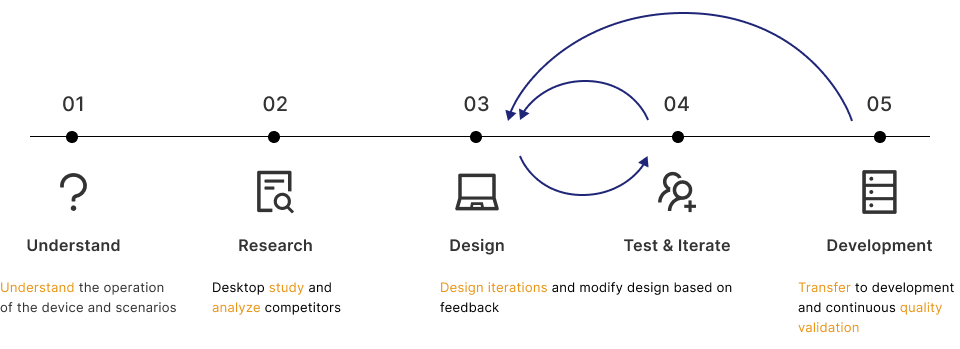 01
02
03
04
05
Understand
Research
Design
Test & Iterate
Development
Understand the operation
of the device and scenarios
Desktop study and
analyze competitors
Design iterations and modify design based on
feedback
Transfer to development
and continuous quality
validation